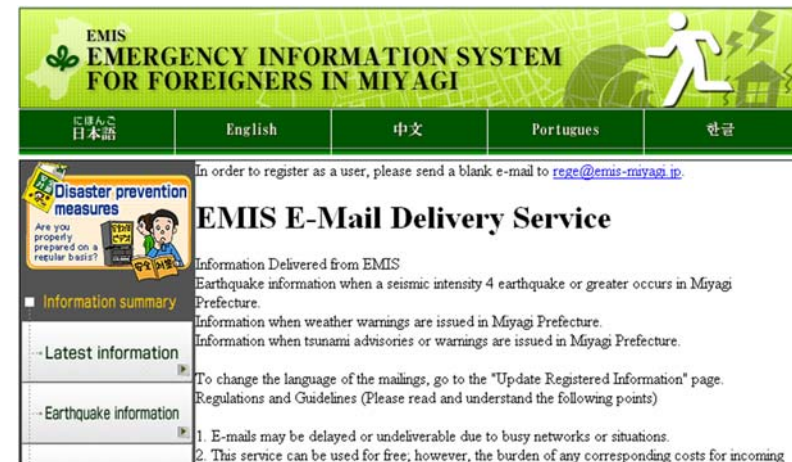 EMIS
EMERGENCY INFORMATION SYSTEM
FOR FOREIGNERS IN MIYAGI
にほんご
日本語
English
中文
Portugues
한글
Disaster prevention
measures
Are you
properly
prepared on a
regular basis?
Information summary
Latest information
Earthquake information
In order to register as a user, please send a blank e-mail to rege@emis-miyagi.jp.
EMIS E-Mail Delivery Service
Information Delivered from EMIS
Earthquake information when a seismic intensity 4 earthquake or greater occurs in Miyagi
Prefecture.
Information when weather warnings are issued in Miyagi Prefecture.
Information when tsunami advisories or warnings are issued in Miyagi Prefecture.
To change the language of the mailings, go to the "Update Registered Information" page.
Regulations and Guidelines (Please read and understand the following points)
1. E-mails may be delayed or undeliverable due to busy networks or situations.
2. This service can be used for free; however, the burden of any corresponding costs for incoming